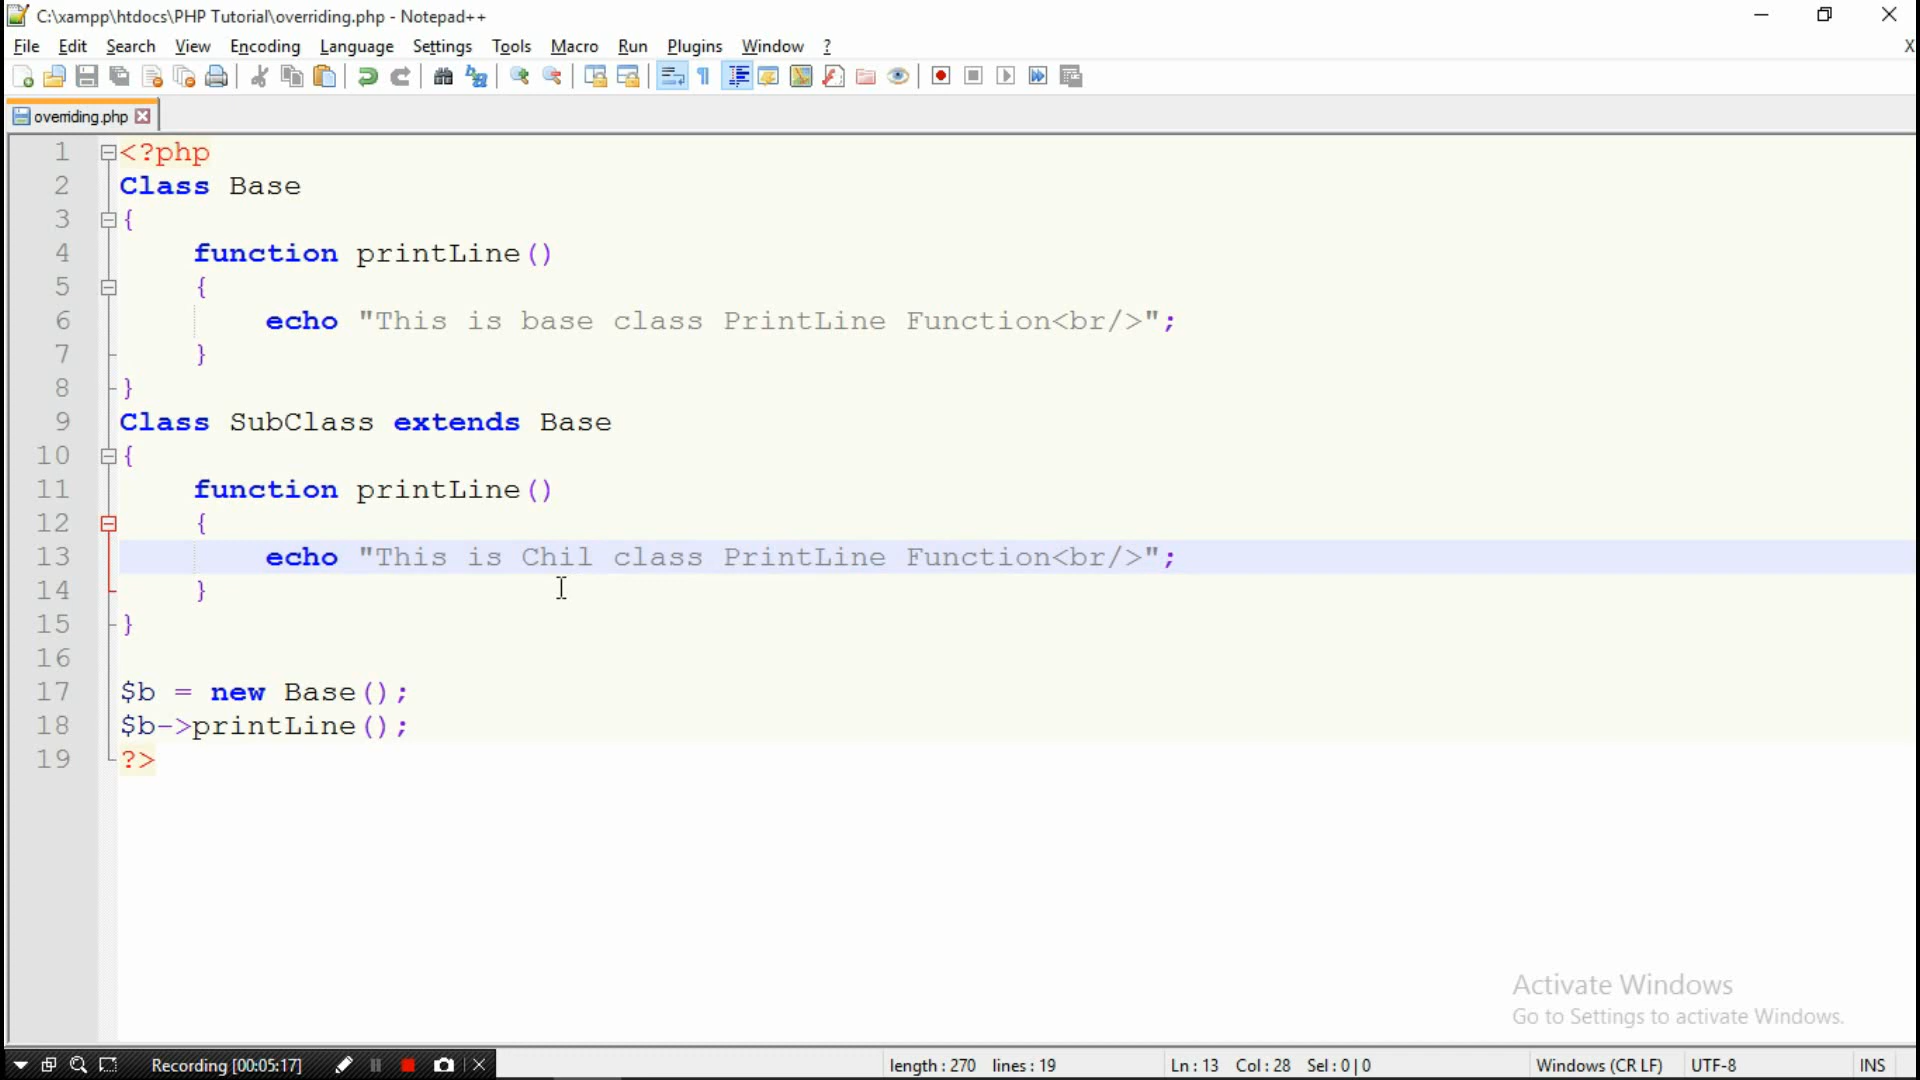 C:\xampp\htdocs\PHP Tutorial\overriding.php - Notepad++
File Edit Search View Encoding Language Settings Tools Macro Run Plugins Window ? X
overriding.php
1 <?php
2 Class Base
3 {
4 function printLine()
5 {
6 echo "This is base class PrintLine Function<br/>";
7 }
8 }
9 Class SubClass extends Base
10 {
11 function printLine()
12 {
13 echo "This is Chil class PrintLine Function<br/>";
14 }
15 }
16
17 $b = new Base();
18 $b->printLine();
19 ?>
Activate Windows
Go to Settings to activate Windows.
Recording [00:05:17] length : 270 lines : 19 Ln : 13 Col : 28 Sel : 0 | 0 Windows (CR LF) UTF-8 INS